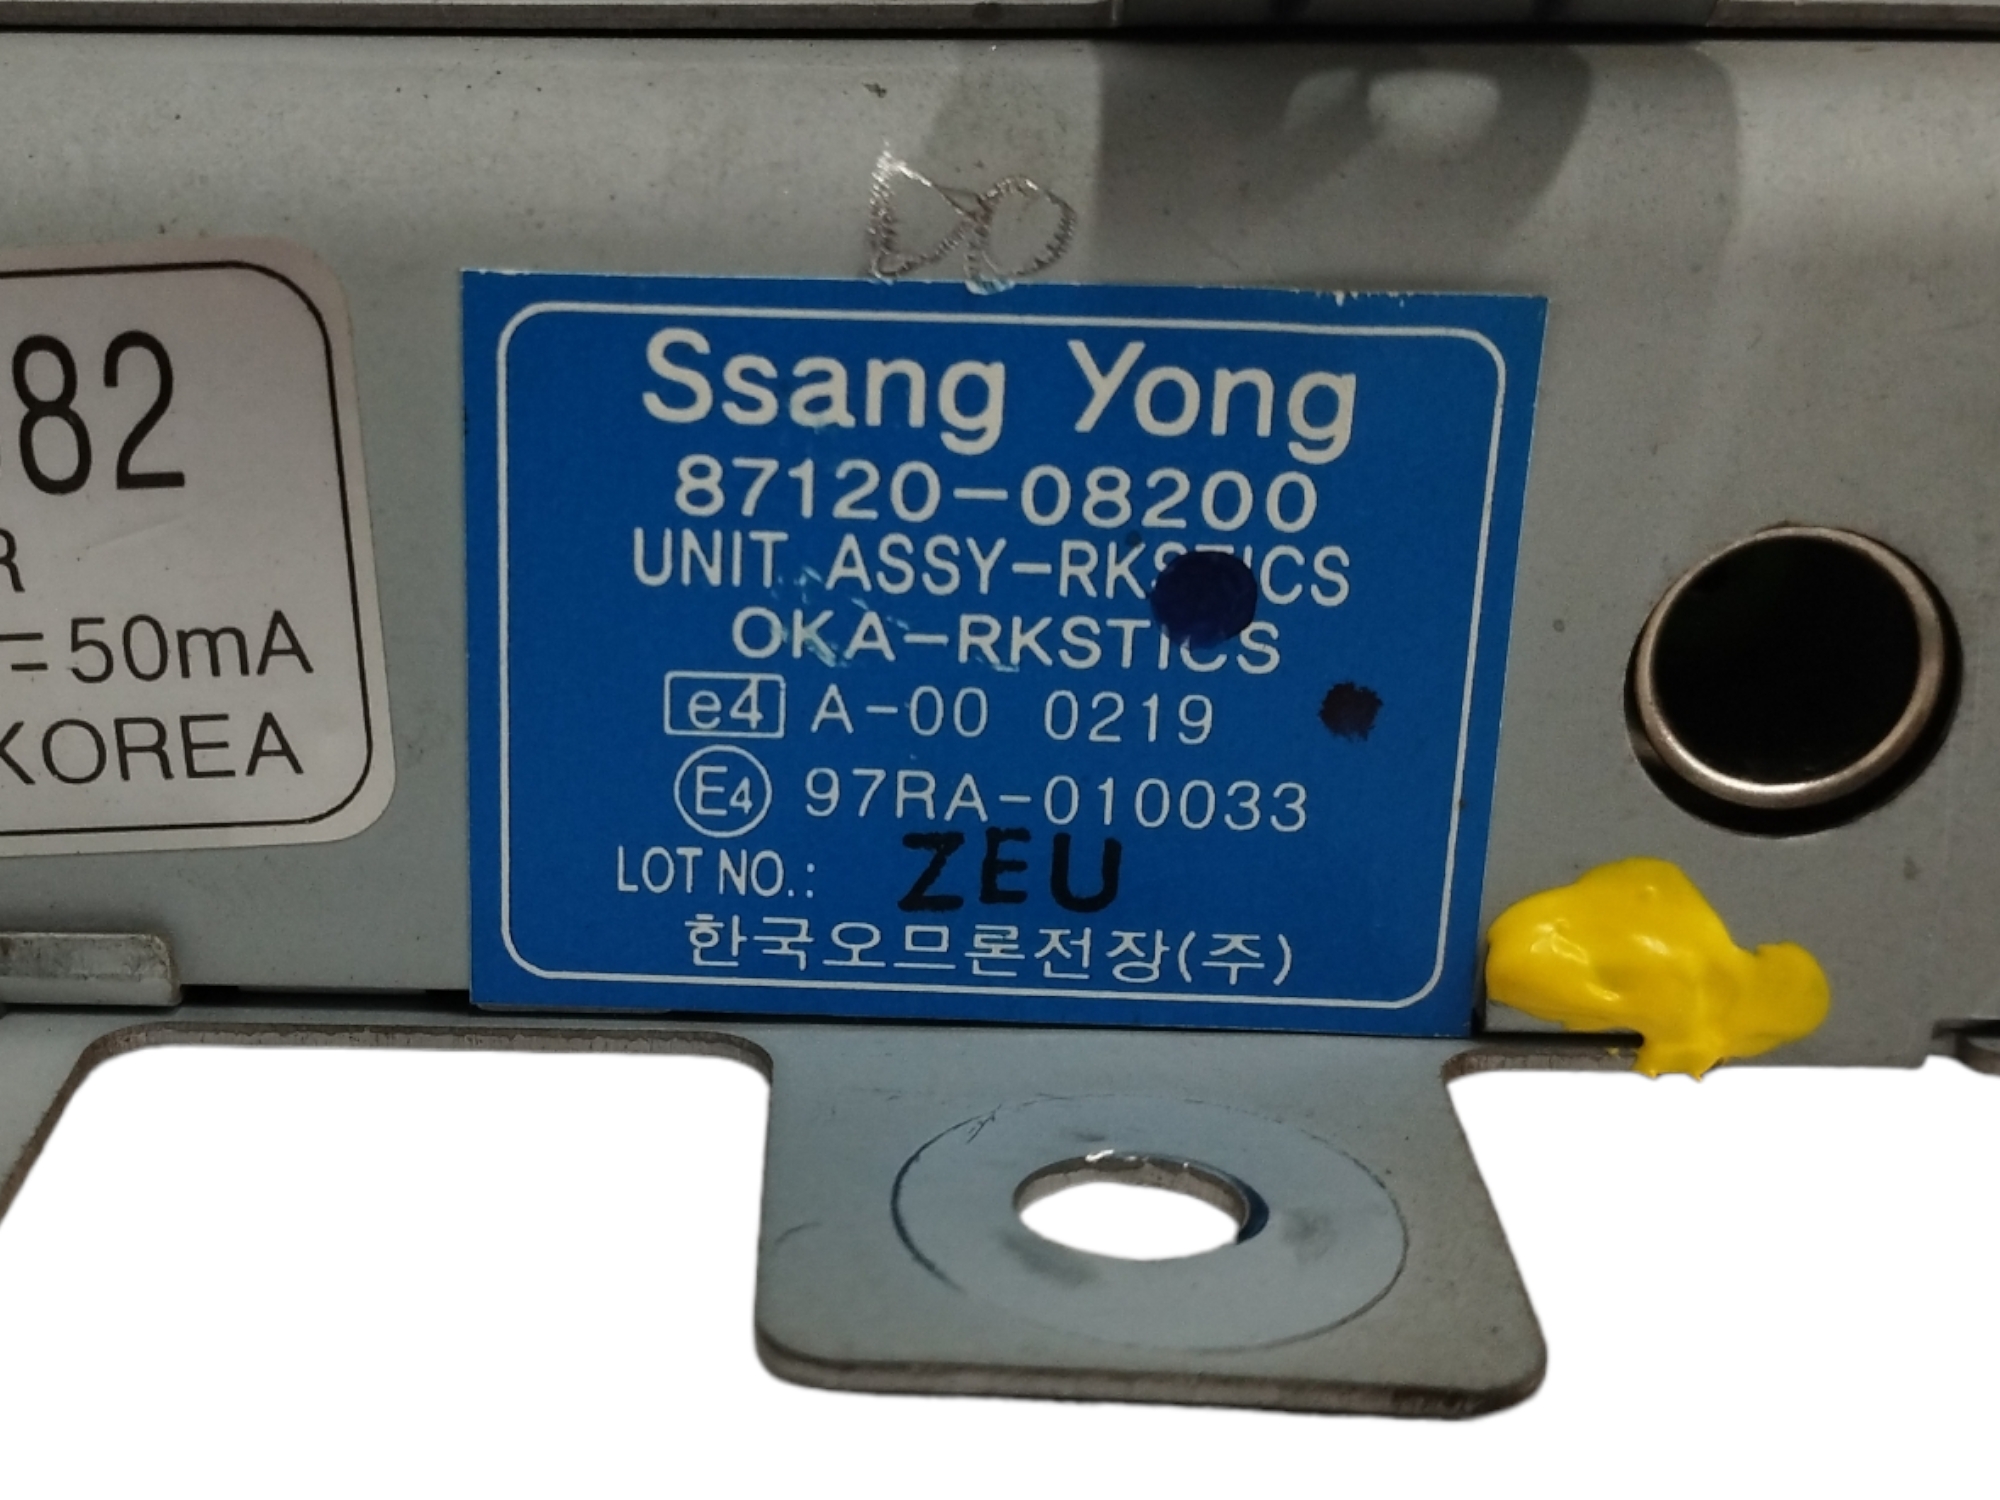 82
R
=50mA
KOREA
Ssang Yong
87120-08200
UNIT ASSY-RKSTICS
OKA-RKSTICS
e4 A-00 0219
E4 97RA-010033
LOT NO.: ZEU
한국오므론전장(주)